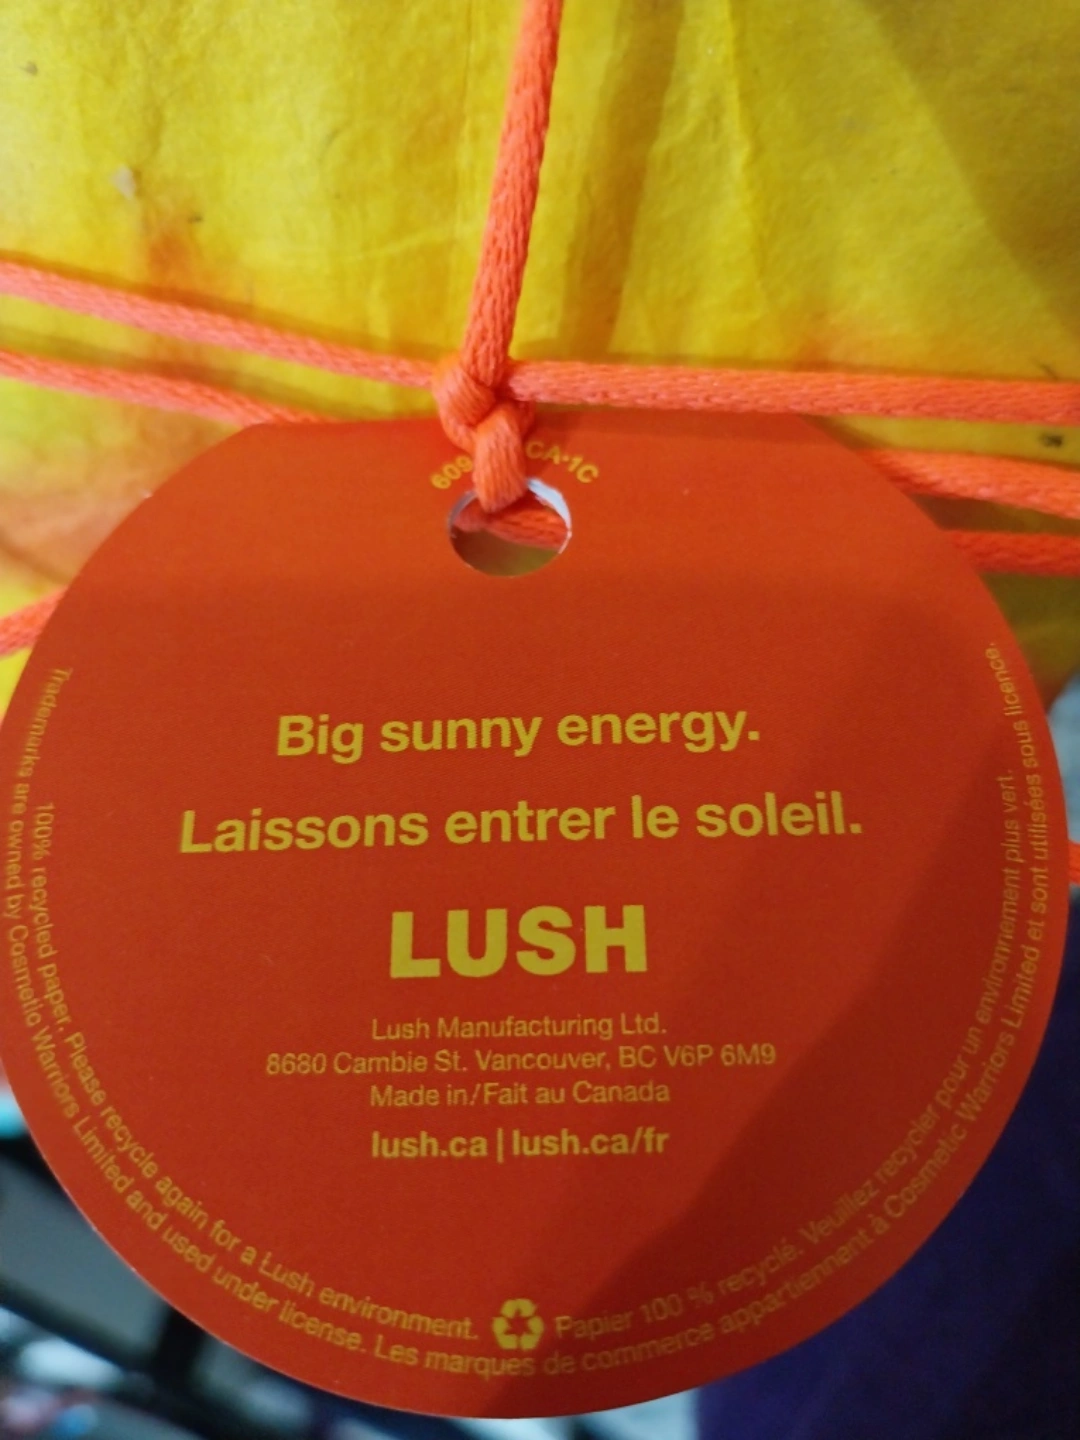 CA·1C
Big sunny energy.
Laissons entrer le soleil.
LUSH
Lush Manufacturing Ltd.
8680 Cambie St. Vancouver, BC V6P 6M9
Made in/Fait au Canada
lush.ca | lush.ca/fr
100% recycled paper. Please recycle again for a Lush environment. Papier 100 % recyclé. Veuillez recycler pour un environnement plus vert.
Trademarks are owned by Cosmetic Warriors Limited and used under license. Les marques de commerce appartiennent à Cosmetic Warriors Limited et sont utilisées sous licence.